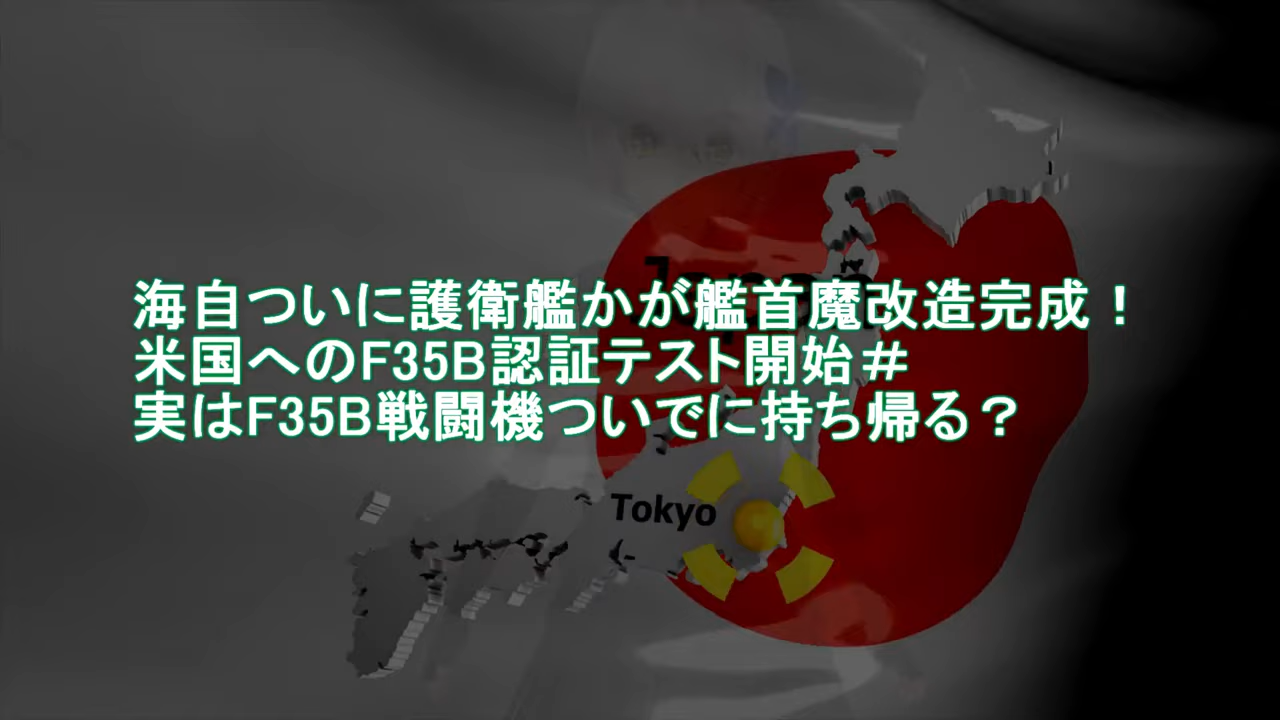 Japan
海自ついに護衛艦かが艦首魔改造完成！
米国へのF35B認証テスト開始＃
実はF35B戦闘機ついでに持ち帰る？
Tokyo